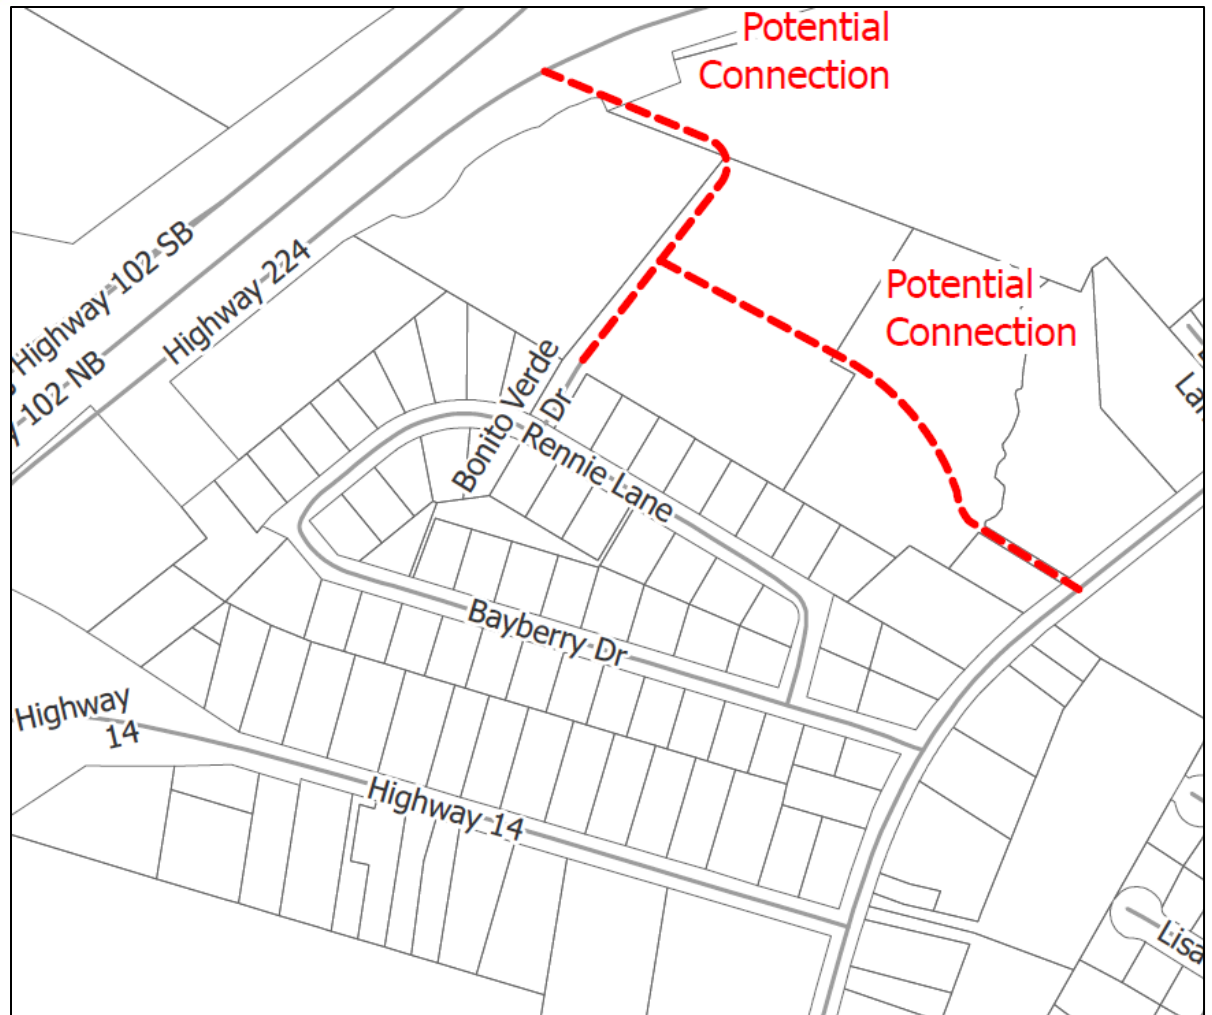 Potential
Connection
Highway 102 SB
Highway 224
102 NB
Potential
Connection
Bonito Verde
Dr
Rennie Lane
Bayberry Dr
Highway
14
Highway 14
Lisa